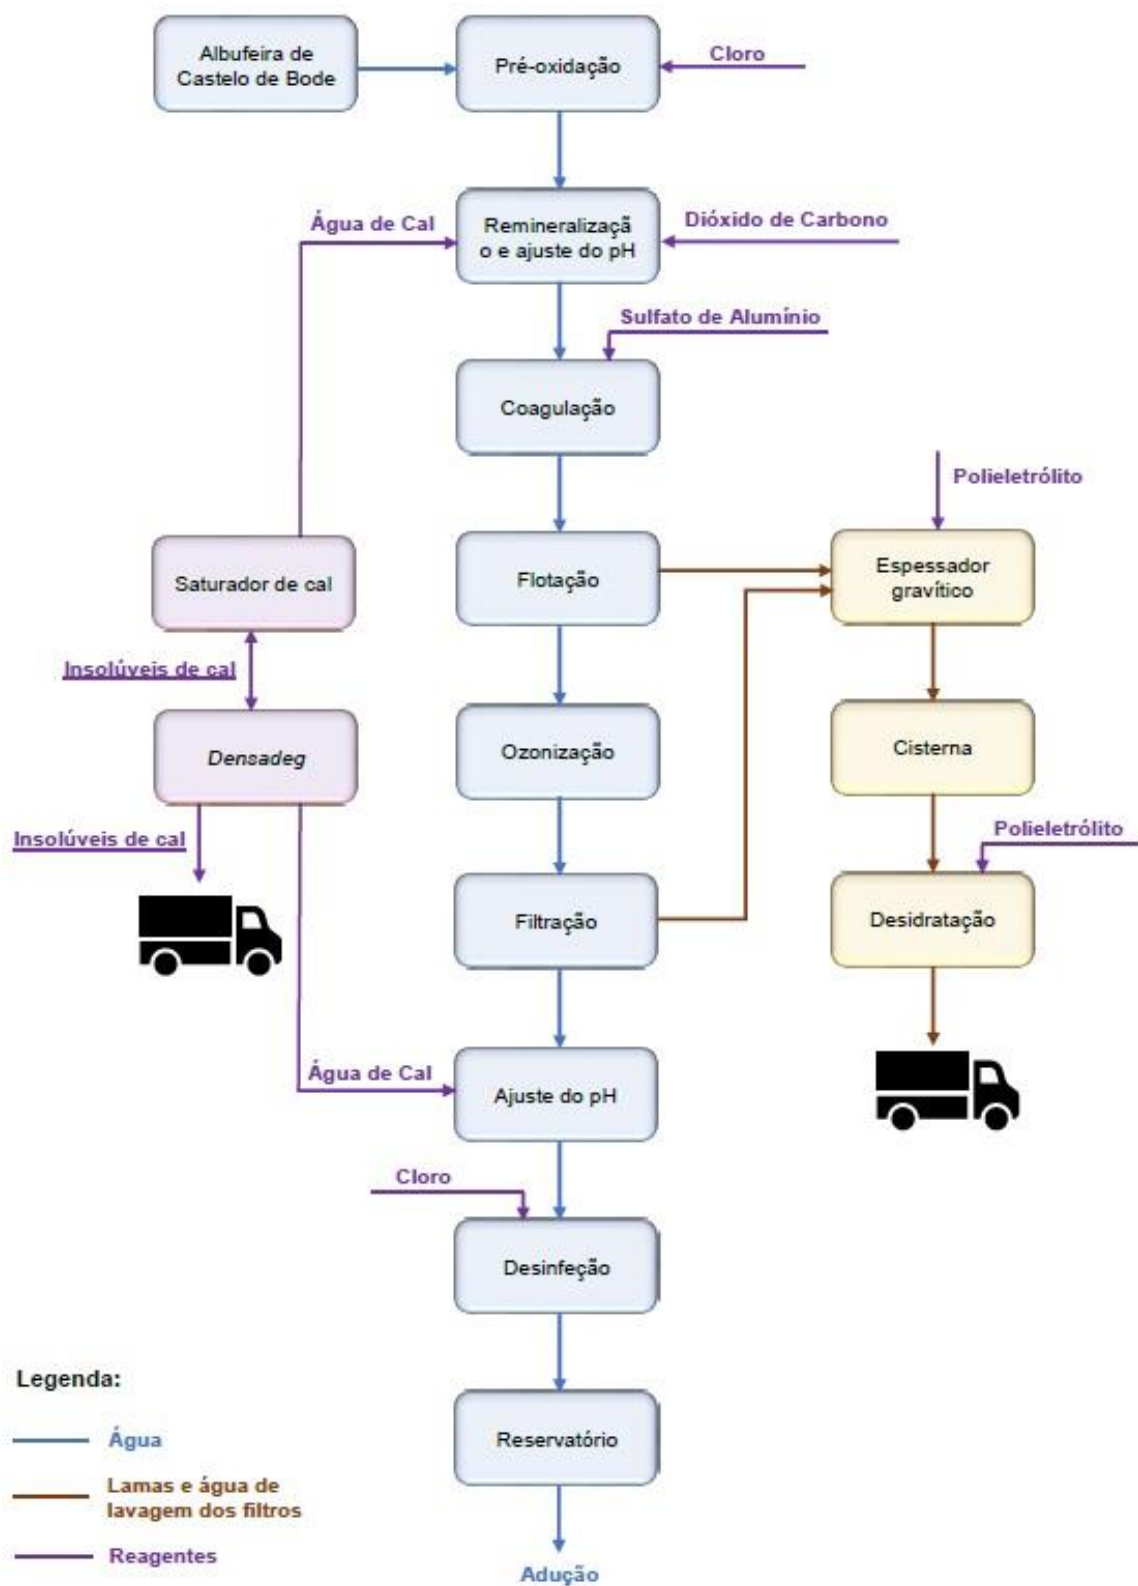 Albufeira de
Castelo de Bode
Pré-oxidação
Cloro
Água de Cal
Remineralizaçã
o e ajuste do pH
Dióxido de Carbono
Sulfato de Alumínio
Coagulação
Polieletrólito
Saturador de cal
Flotação
Espessador
gravítico
Insolúveis de cal
Densadeg
Ozonização
Cisterna
Insolúveis de cal
Polieletrólito
Filtração
Desidratação
Água de Cal
Ajuste do pH
Cloro
Desinfeção
Legenda:
Reservatório
Água
Lamas e água de
lavagem dos filtros
Reagentes
Adução